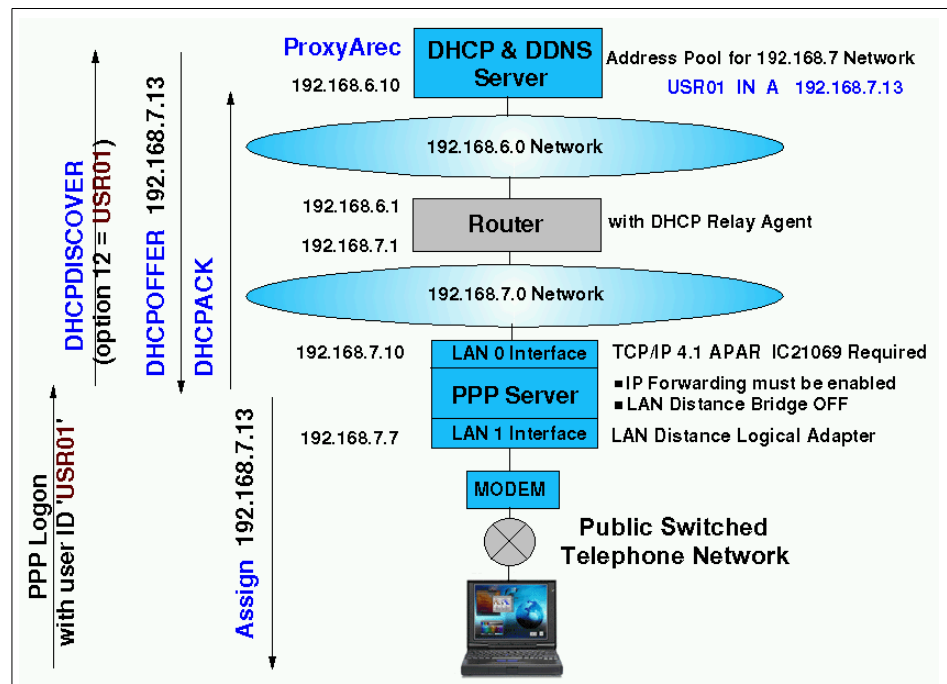 ProxyArec
192.168.6.10
DHCP & DDNS
Server
Address Pool for 192.168.7 Network
USR01 IN A 192.168.7.13
192.168.6.0 Network
192.168.6.1
192.168.7.1
Router
with DHCP Relay Agent
192.168.7.0 Network
192.168.7.10
LAN 0 Interface
TCP/IP 4.1 APAR IC21069 Required
PPP Server
■IP Forwarding must be enabled
■LAN Distance Bridge OFF
192.168.7.7
LAN 1 Interface
LAN Distance Logical Adapter
MODEM
Public Switched
Telephone Network
DHCPDISCOVER
(option 12 = USR01)
DHCPOFFER 192.168.7.13
DHCPACK
PPP Logon
with user ID 'USR01'
Assign 192.168.7.13